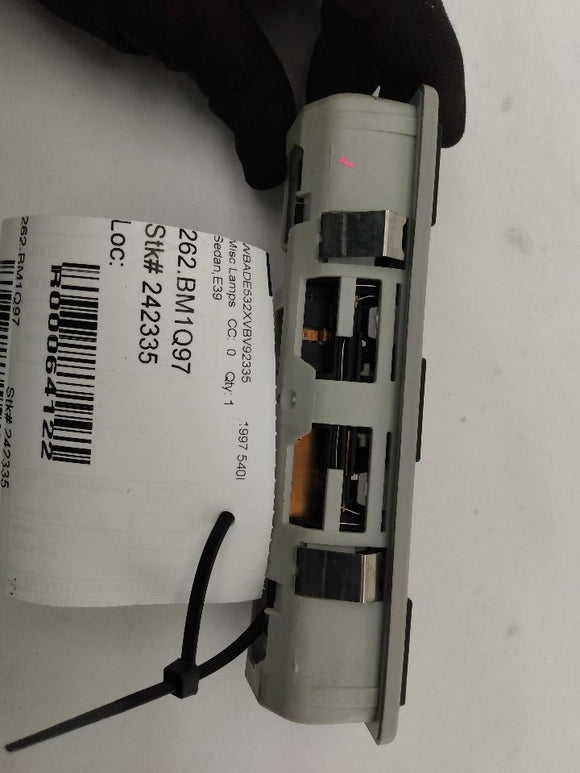 WBADE532XVBV92335 1997 540I
Misc Lamps CC: 0 Qty: 1
Sedan,E39
262.BM1Q97
Stk# 242335
Loc:
R00064122
262.BM1Q97
Stk# 242335